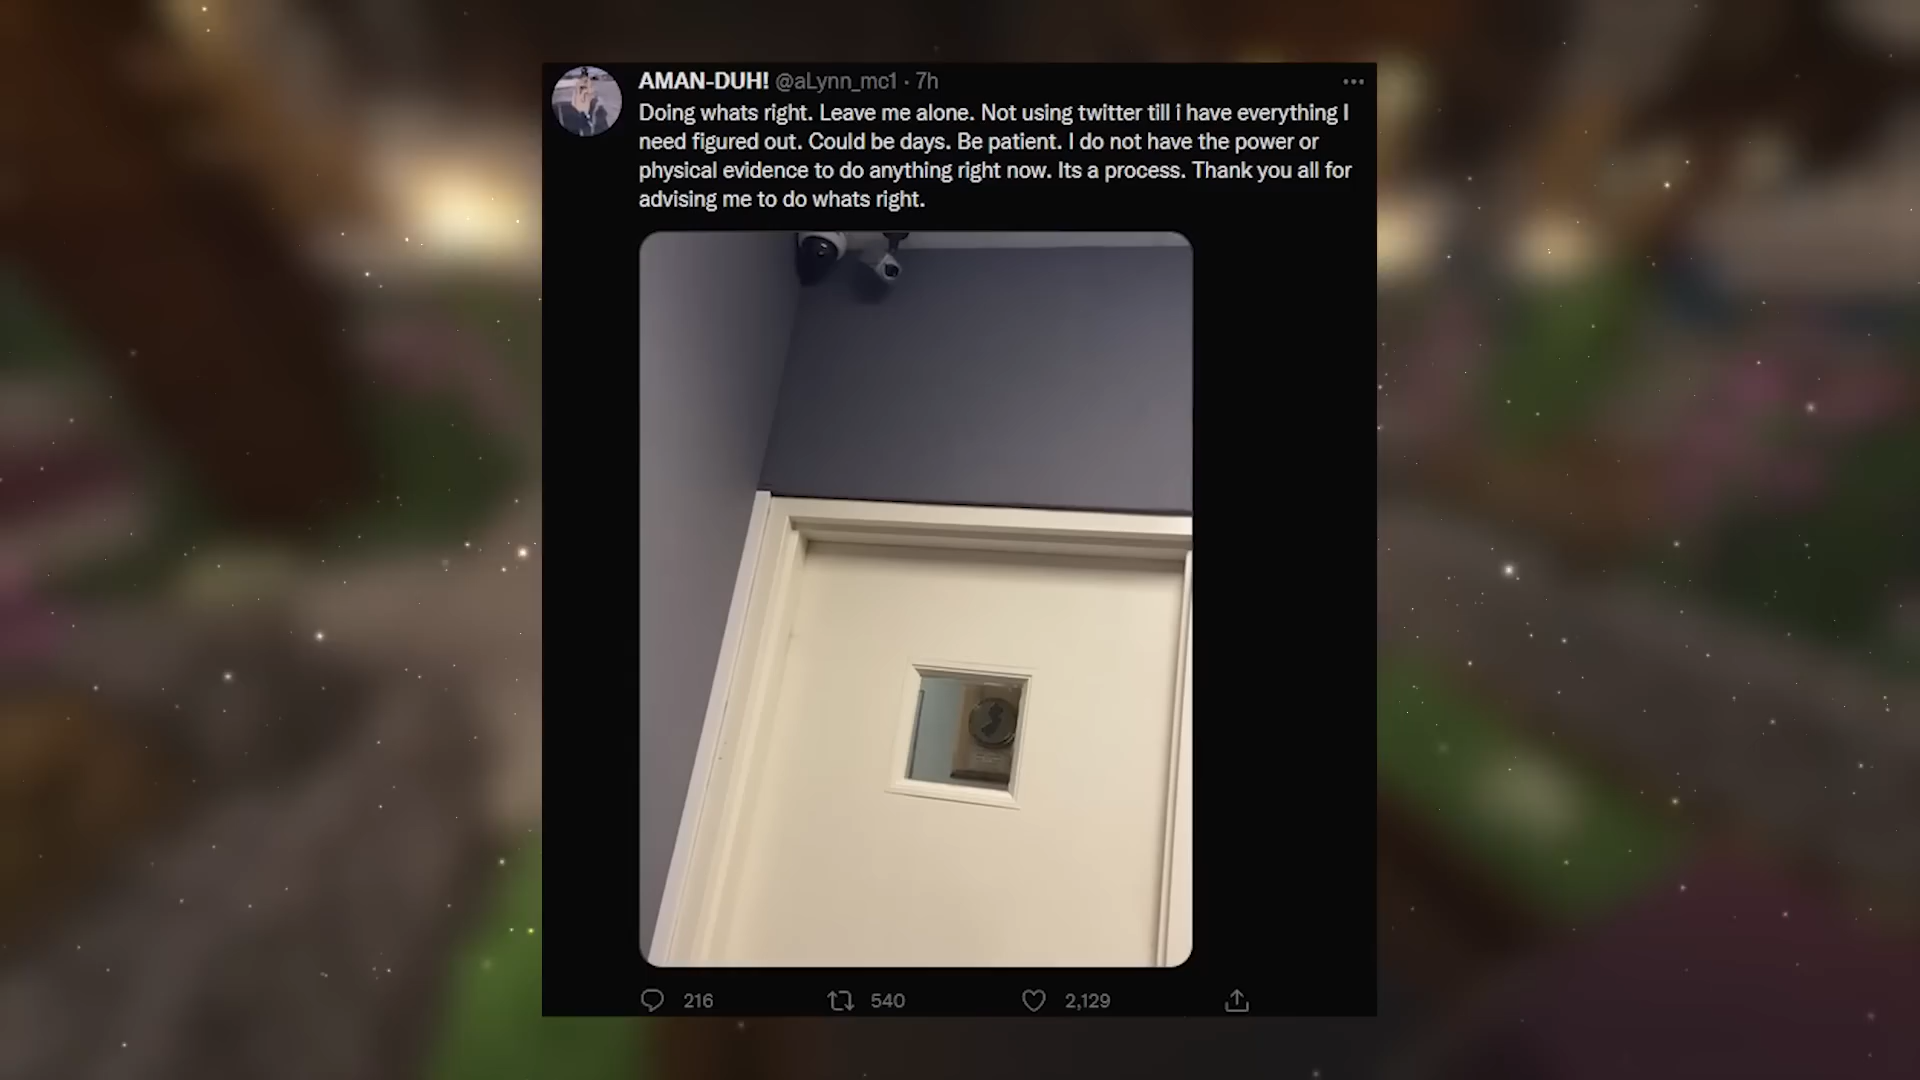 AMAN-DUH! @aLynn_mc1 · 7h
Doing whats right. Leave me alone. Not using twitter till i have everything I
need figured out. Could be days. Be patient. I do not have the power or
physical evidence to do anything right now. Its a process. Thank you all for
advising me to do whats right.
216 540 2,129